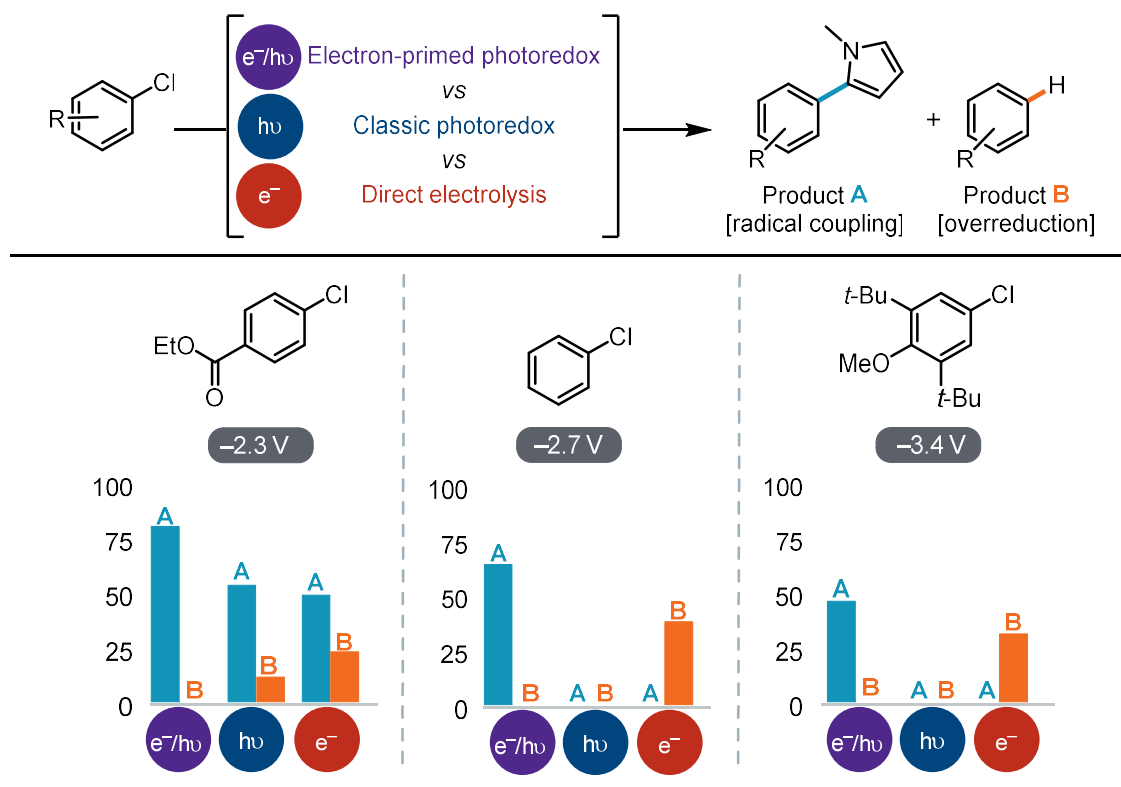 Cl
R
e⁻/hυ Electron-primed photoredox
vs
hυ Classic photoredox
vs
e⁻ Direct electrolysis
N
R
Product A
[radical coupling]
+
H
R
Product B
[overreduction]
Cl
EtO
O
–2.3 V
100
75
50
25
0
A
B
A
B
A
B
e⁻/hυ
hυ
e⁻
Cl
–2.7 V
100
75
50
25
0
A
B
A
B
A
B
e⁻/hυ
hυ
e⁻
t-Bu
Cl
MeO
t-Bu
–3.4 V
100
75
50
25
0
A
B
A
B
A
B
e⁻/hυ
hυ
e⁻